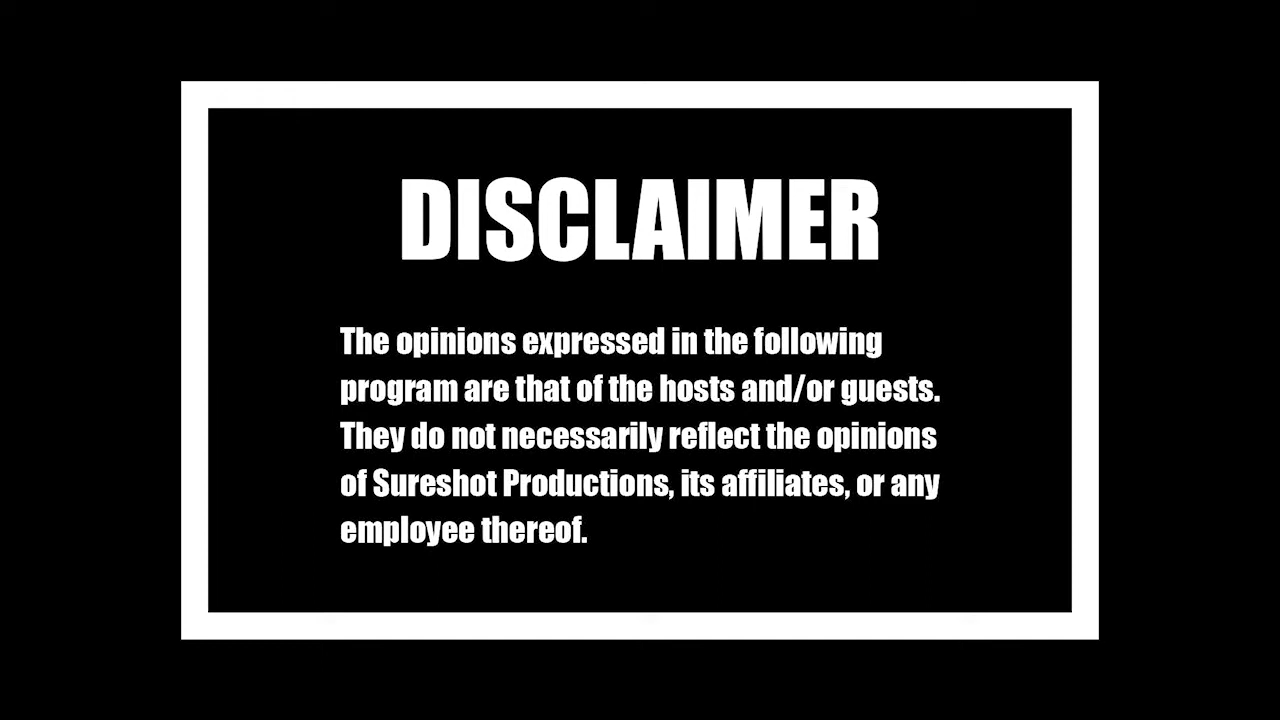 DISCLAIMER
The opinions expressed in the following
program are that of the hosts and/or guests.
They do not necessarily reflect the opinions
of Sureshot Productions, its affiliates, or any
employee thereof.